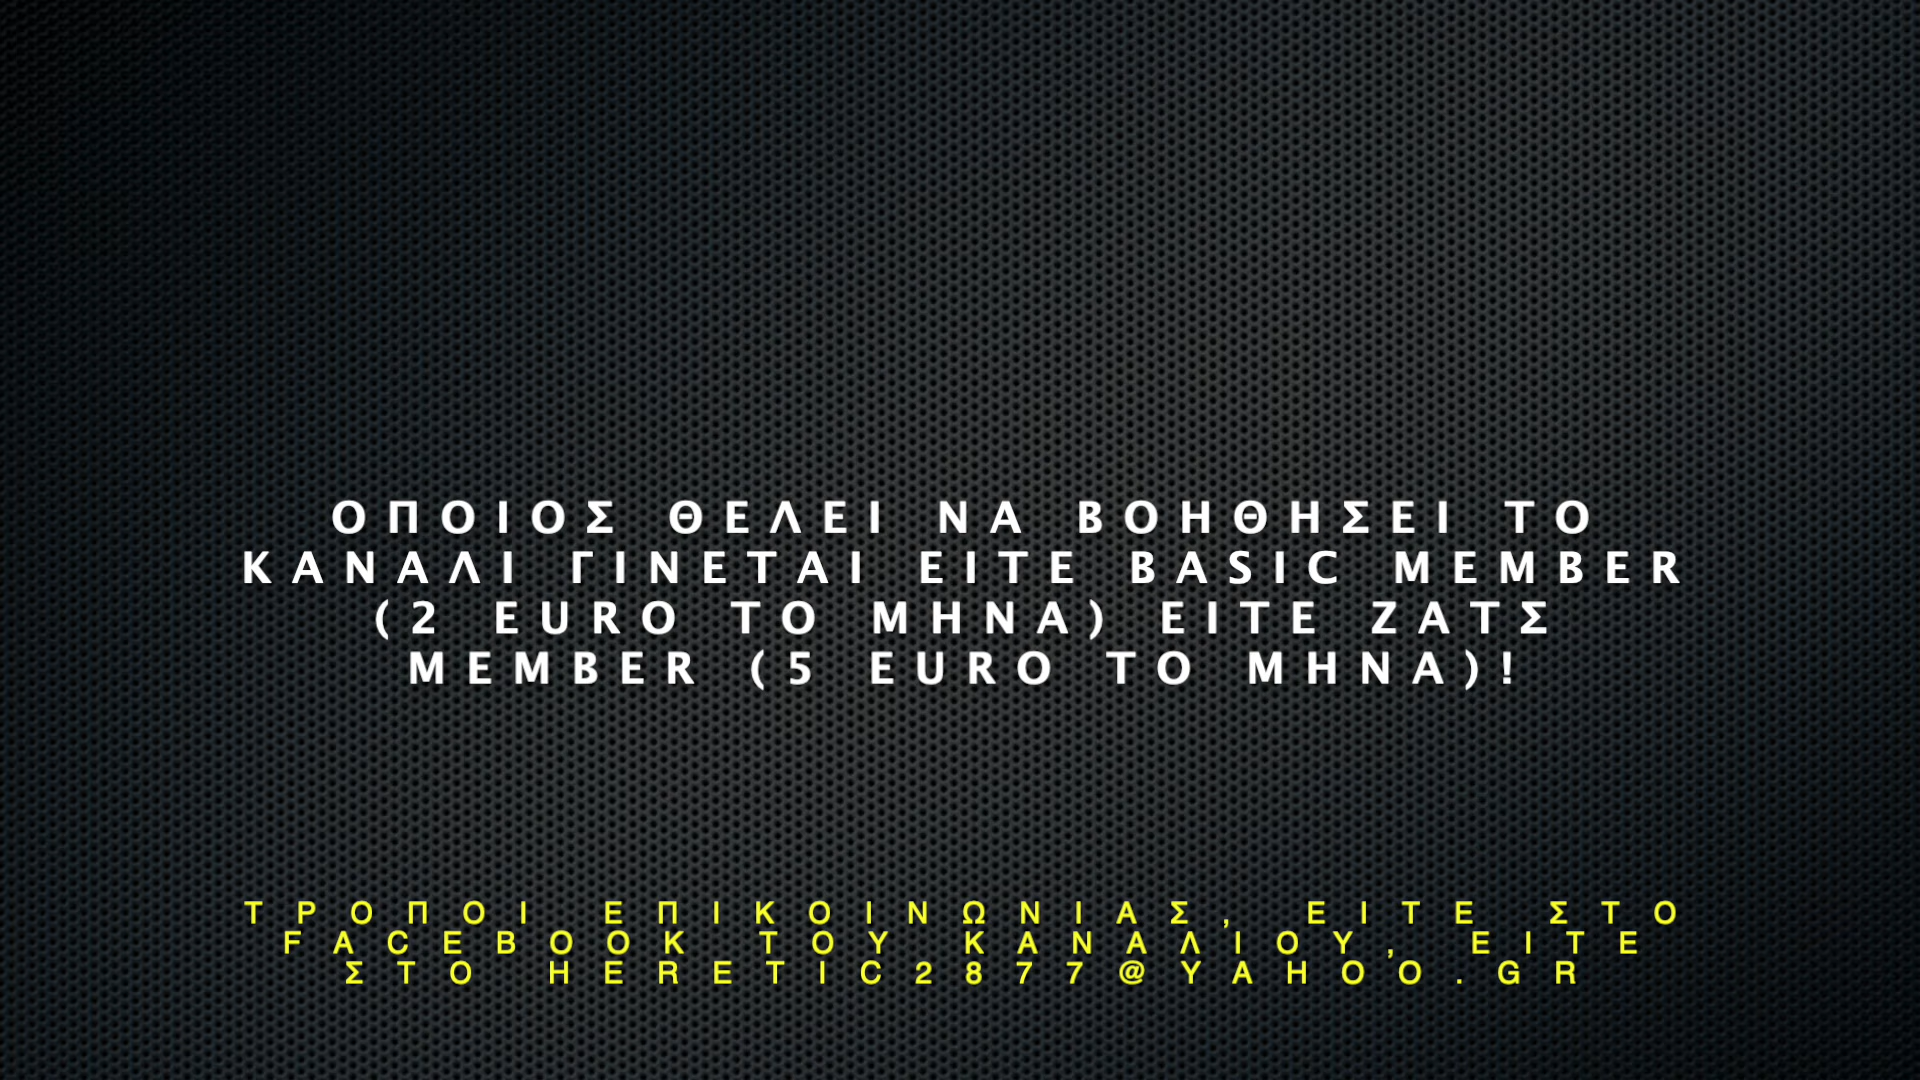 ΟΠΟΙΟΣ ΘΕΛΕΙ ΝΑ ΒΟΗΘΗΣΕΙ ΤΟ
ΚΑΝΑΛΙ ΓΙΝΕΤΑΙ ΕΙΤΕ BASIC MEMBER
(2 EURO ΤΟ ΜΗΝΑ) ΕΙΤΕ ΖΑΤΣ
MEMBER (5 EURO ΤΟ ΜΗΝΑ)!
ΤΡΟΠΟΙ ΕΠΙΚΟΙΝΩΝΙΑΣ, ΕΙΤΕ ΣΤΟ
FACEBOOK ΤΟΥ ΚΑΝΑΛΙΟΥ, ΕΙΤΕ
ΣΤΟ HERETIC2877@YAHOO.GR